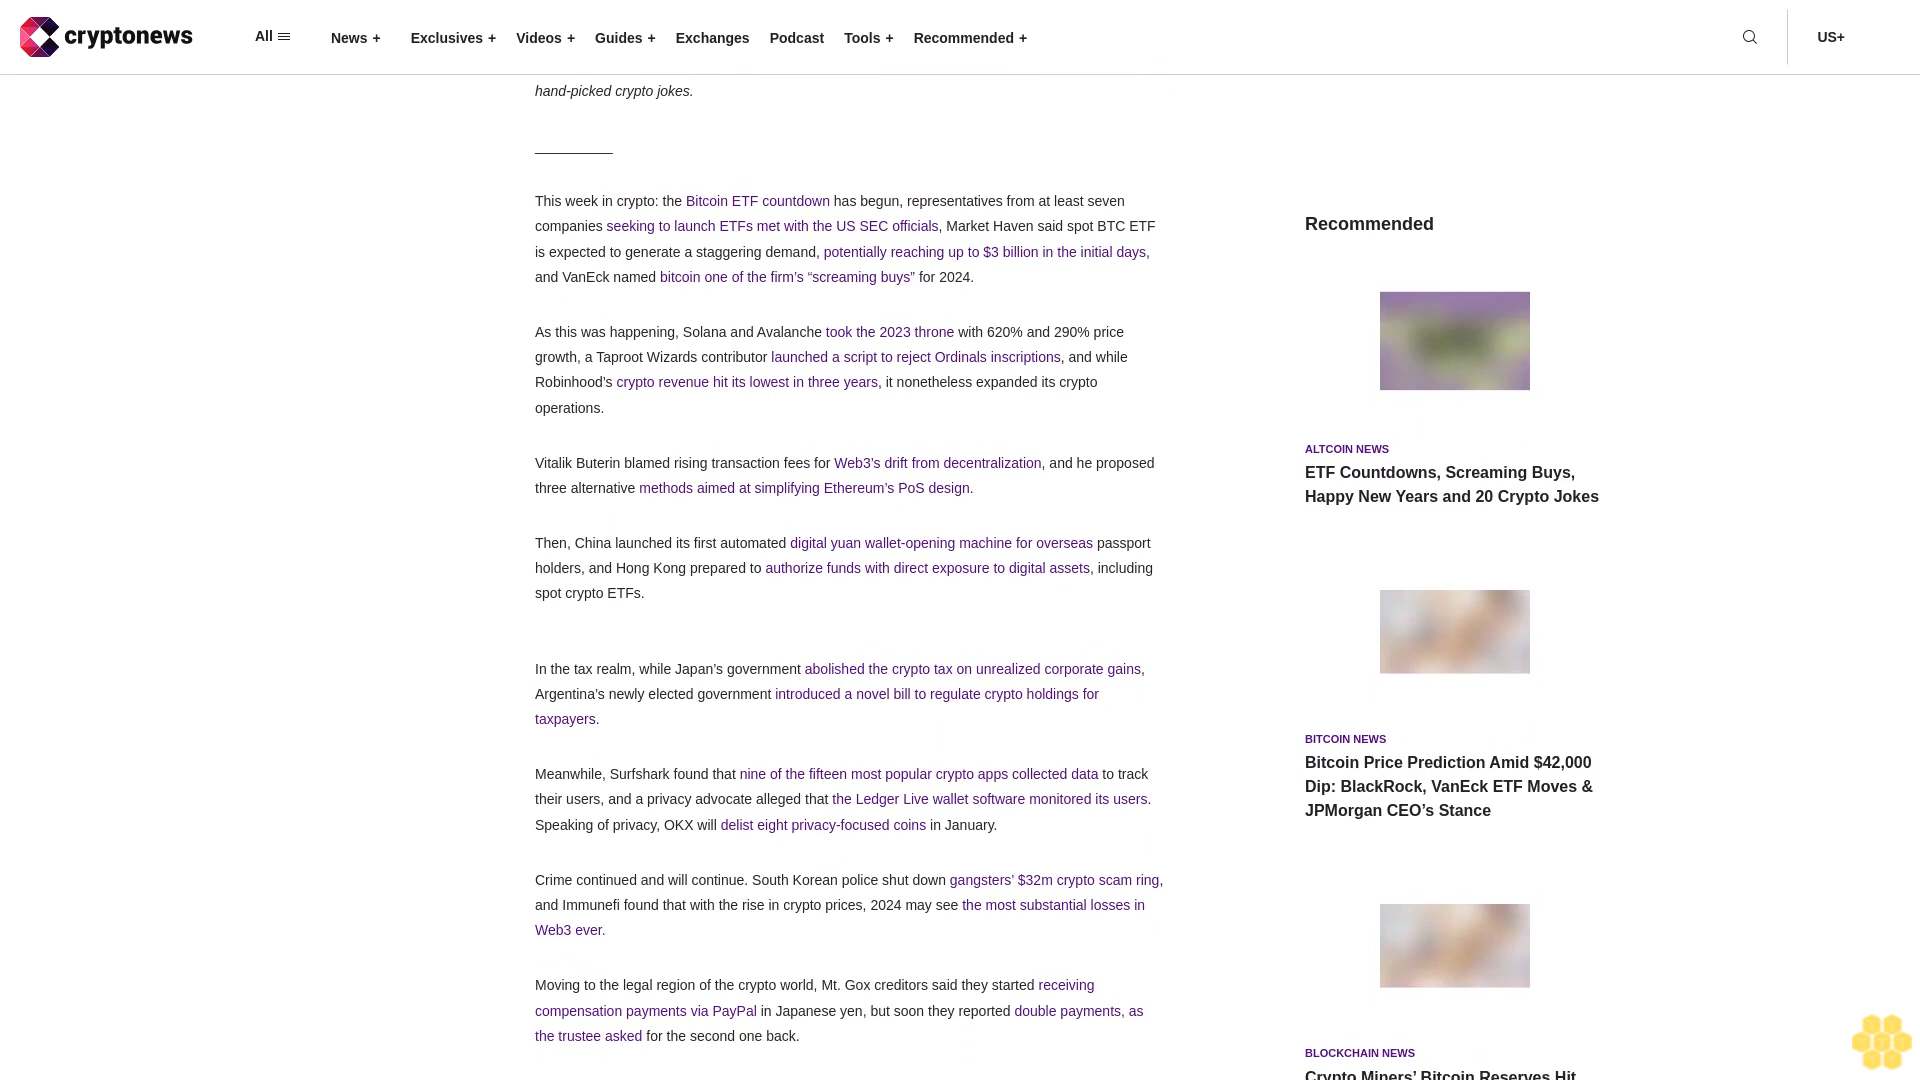 cryptonews
All
News +
Exclusives +
Videos +
Guides +
Exchanges
Podcast
Tools +
Recommended +
US+
hand-picked crypto jokes.
__________
This week in crypto: the Bitcoin ETF countdown has begun, representatives from at least seven
companies seeking to launch ETFs met with the US SEC officials, Market Haven said spot BTC ETF
is expected to generate a staggering demand, potentially reaching up to $3 billion in the initial days,
and VanEck named bitcoin one of the firm’s “screaming buys” for 2024.
As this was happening, Solana and Avalanche took the 2023 throne with 620% and 290% price
growth, a Taproot Wizards contributor launched a script to reject Ordinals inscriptions, and while
Robinhood’s crypto revenue hit its lowest in three years, it nonetheless expanded its crypto
operations.
Vitalik Buterin blamed rising transaction fees for Web3’s drift from decentralization, and he proposed
three alternative methods aimed at simplifying Ethereum’s PoS design.
Then, China launched its first automated digital yuan wallet-opening machine for overseas passport
holders, and Hong Kong prepared to authorize funds with direct exposure to digital assets, including
spot crypto ETFs.
In the tax realm, while Japan’s government abolished the crypto tax on unrealized corporate gains,
Argentina’s newly elected government introduced a novel bill to regulate crypto holdings for
taxpayers.
Meanwhile, Surfshark found that nine of the fifteen most popular crypto apps collected data to track
their users, and a privacy advocate alleged that the Ledger Live wallet software monitored its users.
Speaking of privacy, OKX will delist eight privacy-focused coins in January.
Crime continued and will continue. South Korean police shut down gangsters’ $32m crypto scam ring,
and Immunefi found that with the rise in crypto prices, 2024 may see the most substantial losses in
Web3 ever.
Moving to the legal region of the crypto world, Mt. Gox creditors said they started receiving
compensation payments via PayPal in Japanese yen, but soon they reported double payments, as
the trustee asked for the second one back.
Recommended
ALTCOIN NEWS
ETF Countdowns, Screaming Buys,
Happy New Years and 20 Crypto Jokes
BITCOIN NEWS
Bitcoin Price Prediction Amid $42,000
Dip: BlackRock, VanEck ETF Moves &
JPMorgan CEO’s Stance
BLOCKCHAIN NEWS
Crypto Miners’ Bitcoin Reserves Hit